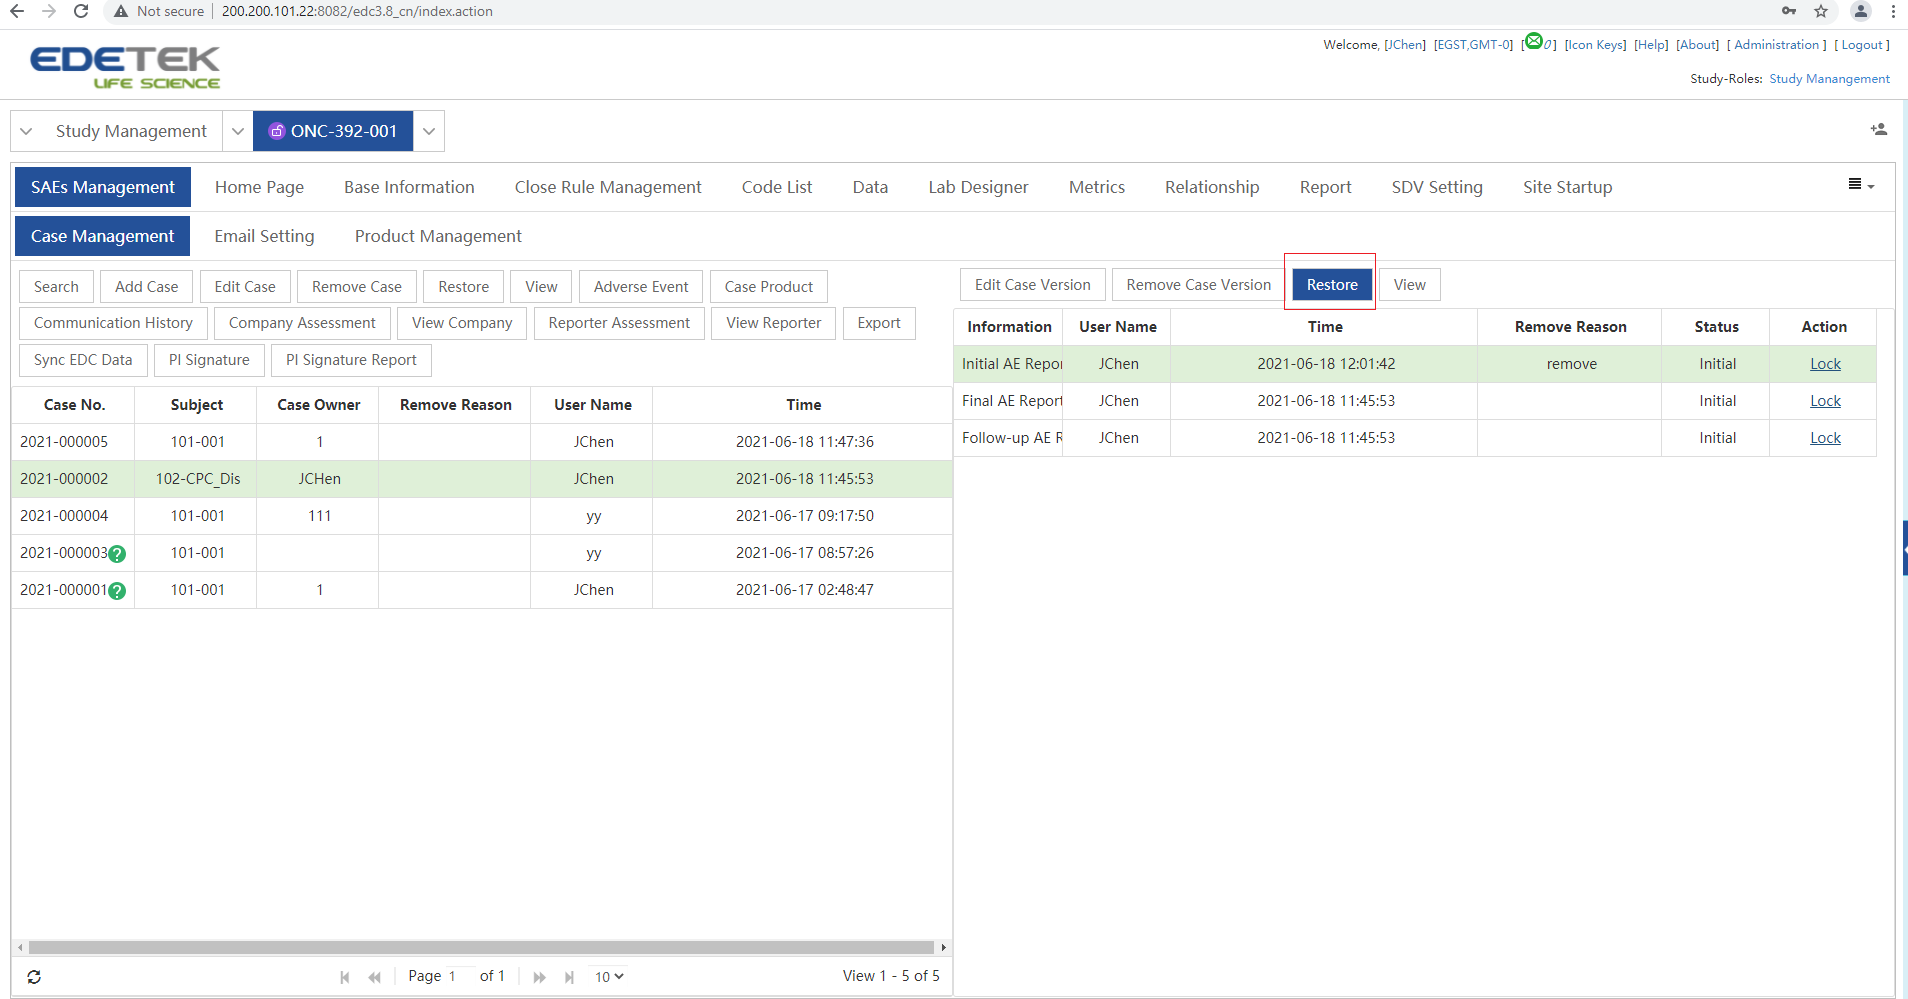 Not secure | 200.200.101.22:8082/edc3.8_cn/index.action
EDETEK
LIFE SCIENCE
Welcome, [JChen] [EGST,GMT-0] [0] [Icon Keys] [Help] [About] [ Administration ] [ Logout ]
Study-Roles: Study Manangement
Study Management ONC-392-001
SAEs Management Home Page Base Information Close Rule Management Code List Data Lab Designer Metrics Relationship Report SDV Setting Site Startup
Case Management Email Setting Product Management
Search Add Case Edit Case Remove Case Restore View Adverse Event Case Product
Communication History Company Assessment View Company Reporter Assessment View Reporter Export
Sync EDC Data PI Signature PI Signature Report
Case No. Subject Case Owner Remove Reason User Name Time
2021-000005 101-001 1 JChen 2021-06-18 11:47:36
2021-000002 102-CPC_Dis JCHen JChen 2021-06-18 11:45:53
2021-000004 101-001 111 yy 2021-06-17 09:17:50
2021-000003 ? 101-001 yy 2021-06-17 08:57:26
2021-000001 ? 101-001 1 JChen 2021-06-17 02:48:47
Page 1 of 1 10 View 1 - 5 of 5
Edit Case Version Remove Case Version Restore View
Information User Name Time Remove Reason Status Action
Initial AE Repor JChen 2021-06-18 12:01:42 remove Initial Lock
Final AE Report JChen 2021-06-18 11:45:53 Initial Lock
Follow-up AE R JChen 2021-06-18 11:45:53 Initial Lock